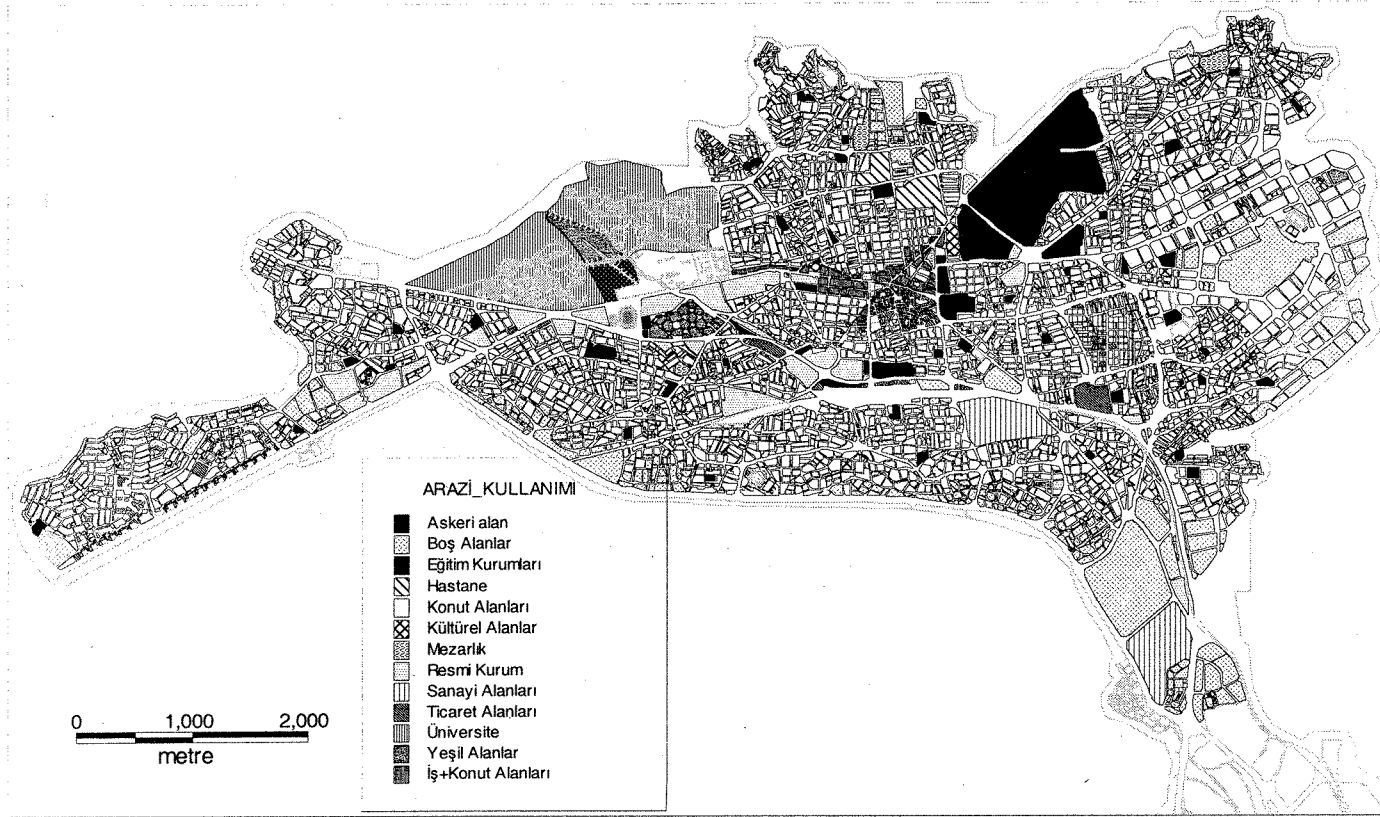 ARAZİ_KULLANIMI
Askeri alan
Boş Alanlar
Eğitim Kurumları
Hastane
Konut Alanları
Kültürel Alanlar
Mezarlık
Resmi Kurum
Sanayi Alanları
Ticaret Alanları
Üniversite
Yeşil Alanlar
İş+Konut Alanları
0 1,000 2,000
metre